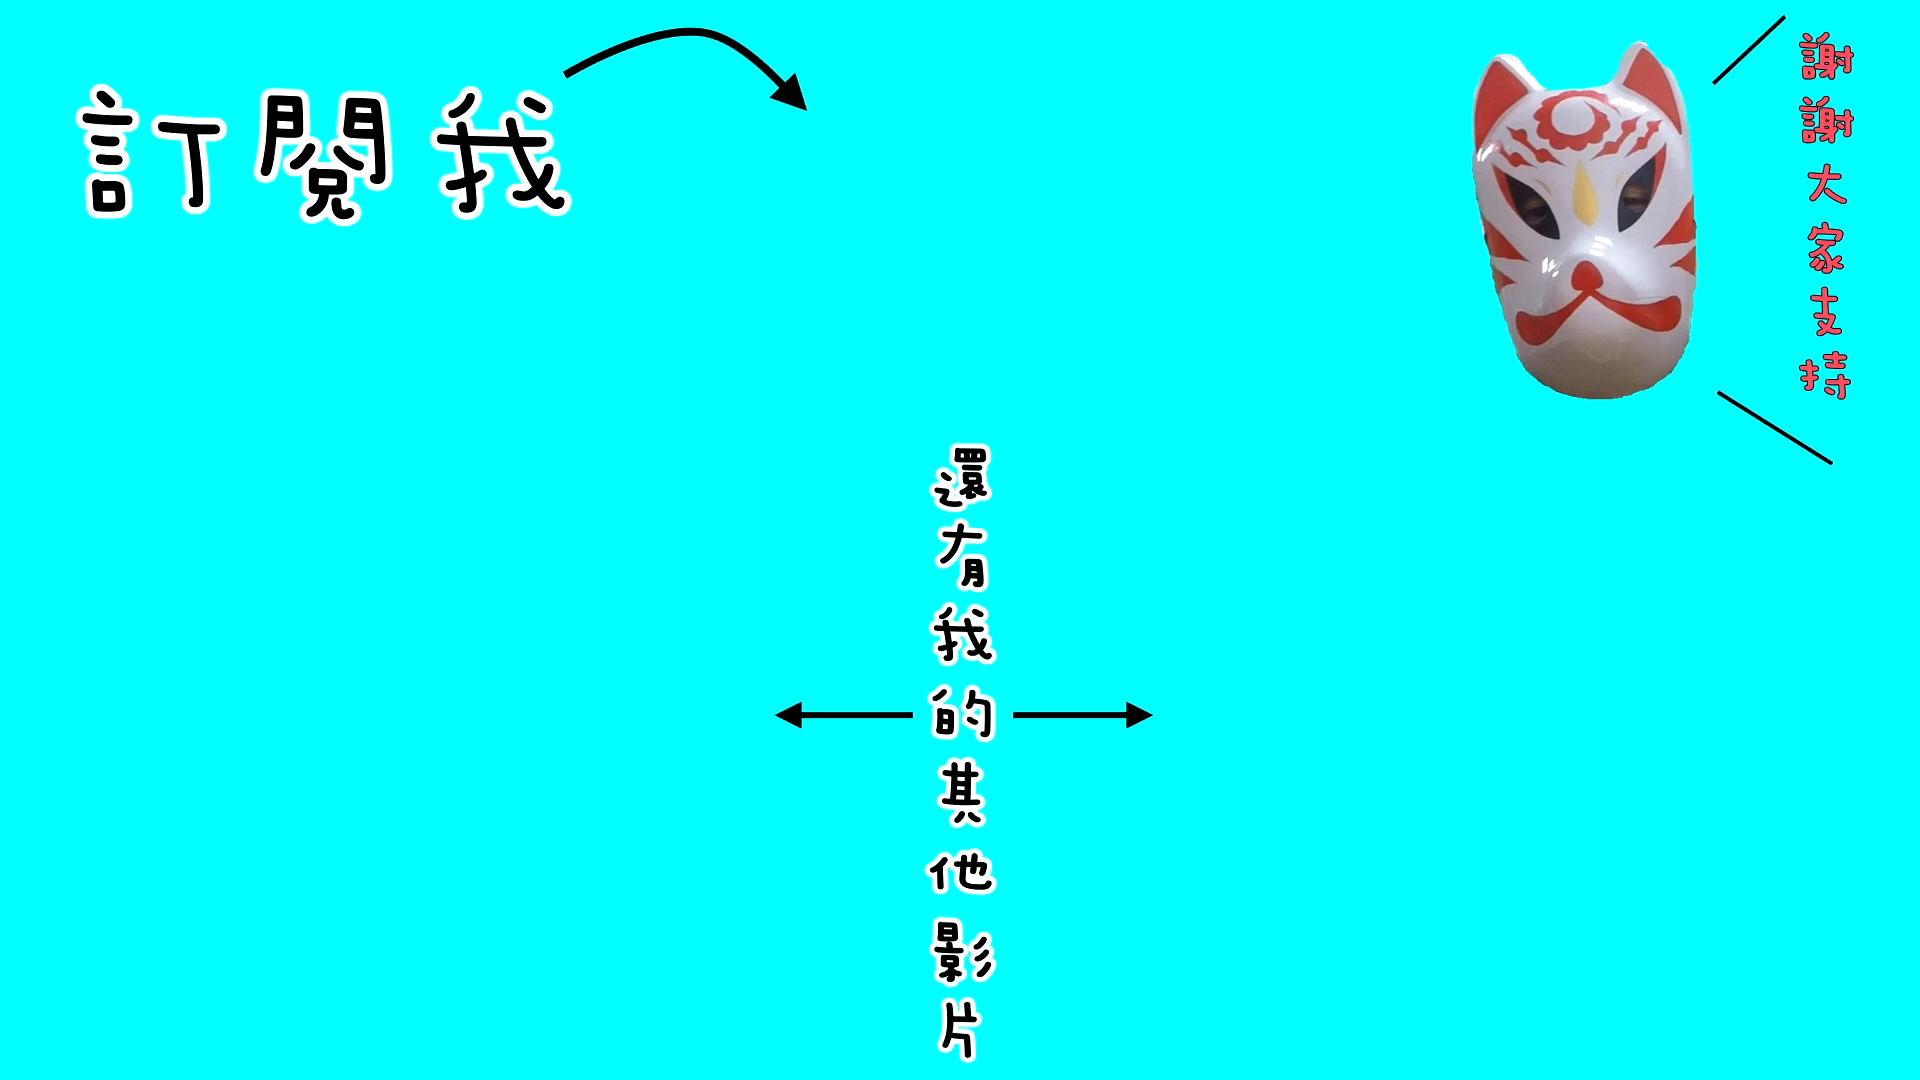 訂閱我
謝謝大家支持
還有我的其他影片